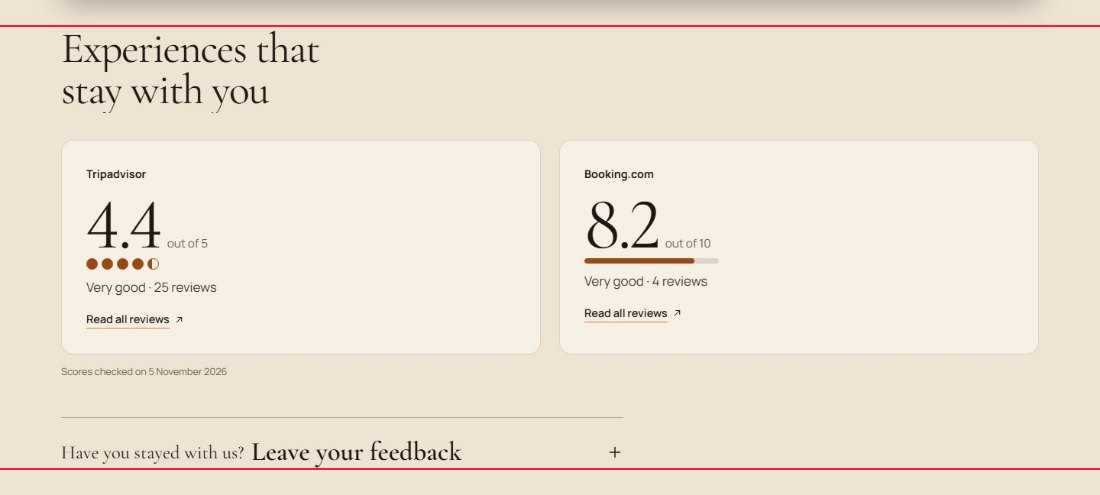 Experiences that
stay with you
Tripadvisor
4.4 out of 5
Very good · 25 reviews
Read all reviews ↗
Booking.com
8.2 out of 10
Very good · 4 reviews
Read all reviews ↗
Scores checked on 5 November 2026
Have you stayed with us? Leave your feedback +